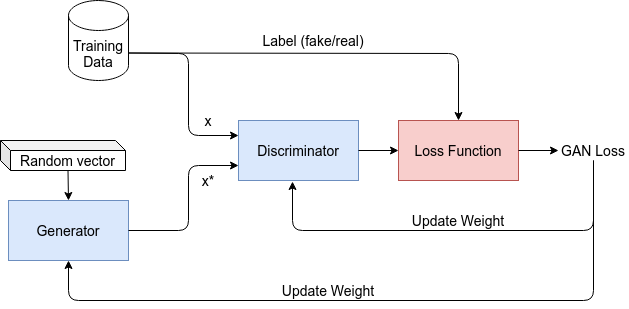 Training
Data
Label (fake/real)
x
Random vector
Discriminator
Loss Function
GAN Loss
x*
Generator
Update Weight
Update Weight